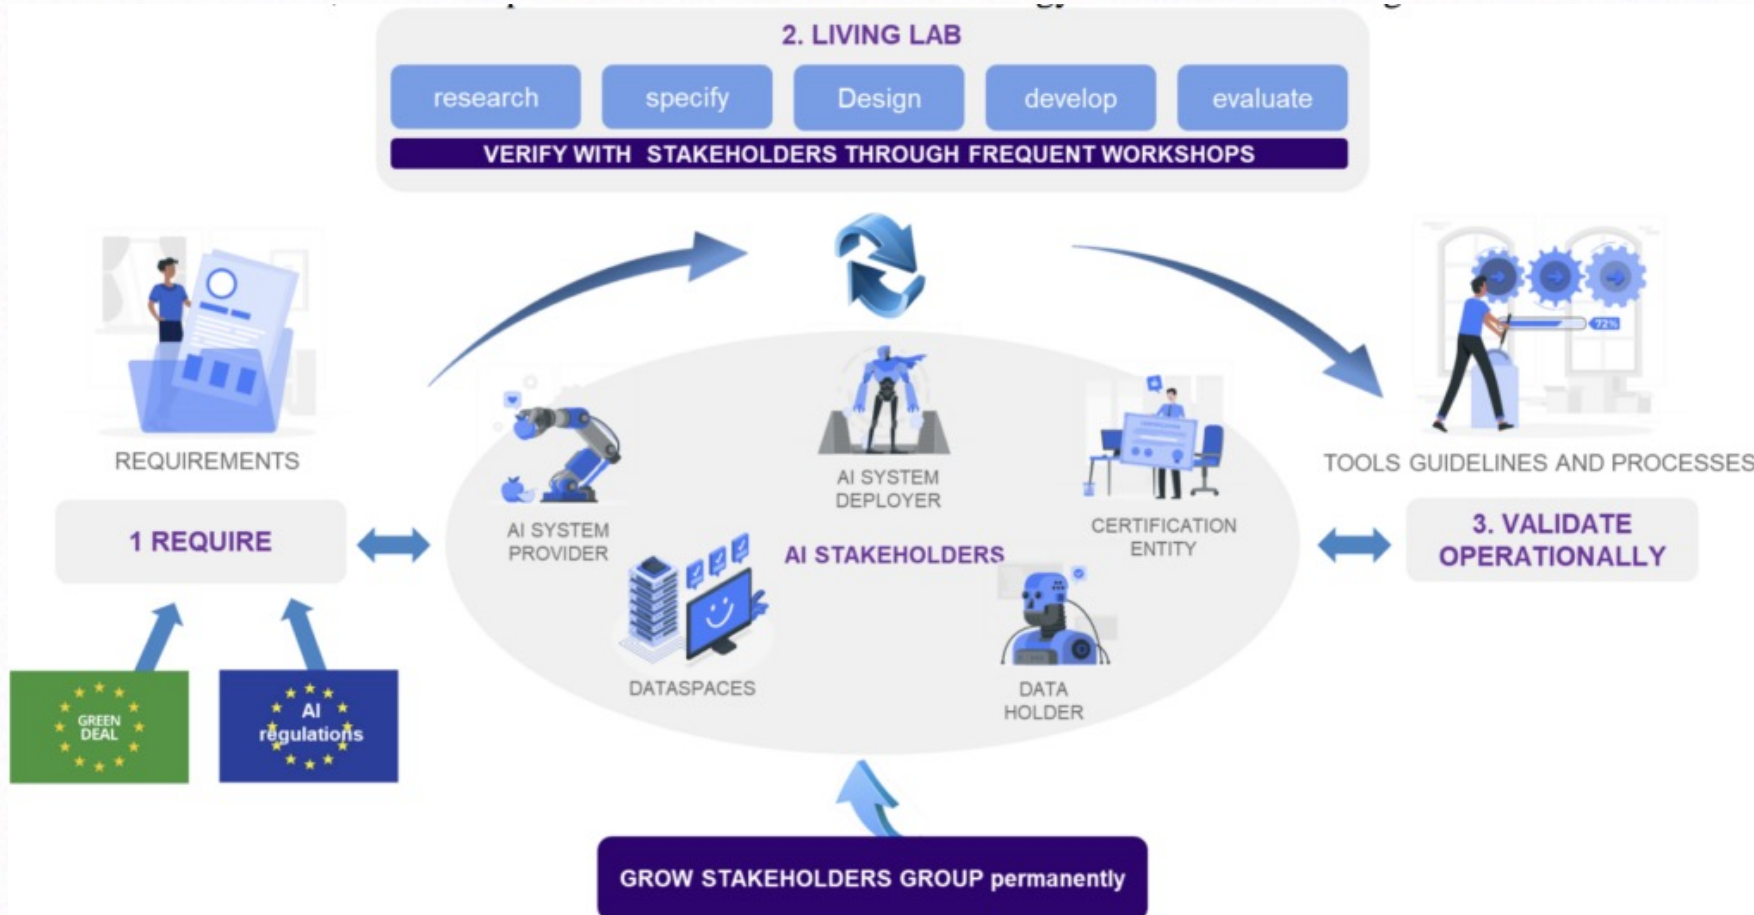 2. LIVING LAB
research
specify
Design
develop
evaluate
VERIFY WITH STAKEHOLDERS THROUGH FREQUENT WORKSHOPS
72%
REQUIREMENTS
TOOLS GUIDELINES AND PROCESSES
1 REQUIRE
3. VALIDATE
OPERATIONALLY
AI SYSTEM
PROVIDER
AI SYSTEM
DEPLOYER
CERTIFICATION
ENTITY
AI STAKEHOLDERS
DATASPACES
DATA
HOLDER
GREEN
DEAL
AI
regulations
GROW STAKEHOLDERS GROUP permanently